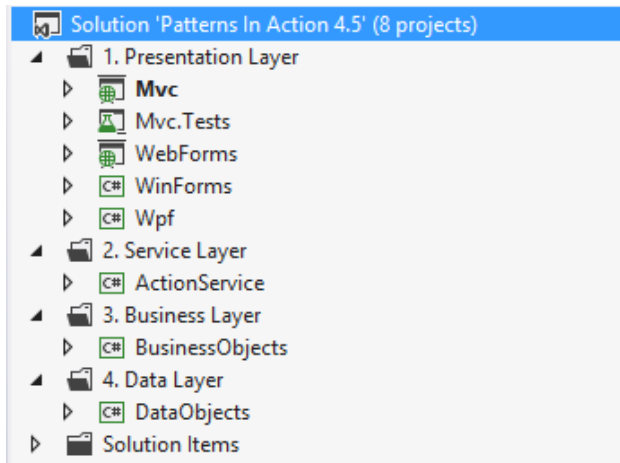 Solution 'Patterns In Action 4.5' (8 projects)
1. Presentation Layer
Mvc
Mvc.Tests
WebForms
C# WinForms
C# Wpf
2. Service Layer
C# ActionService
3. Business Layer
C# BusinessObjects
4. Data Layer
C# DataObjects
Solution Items